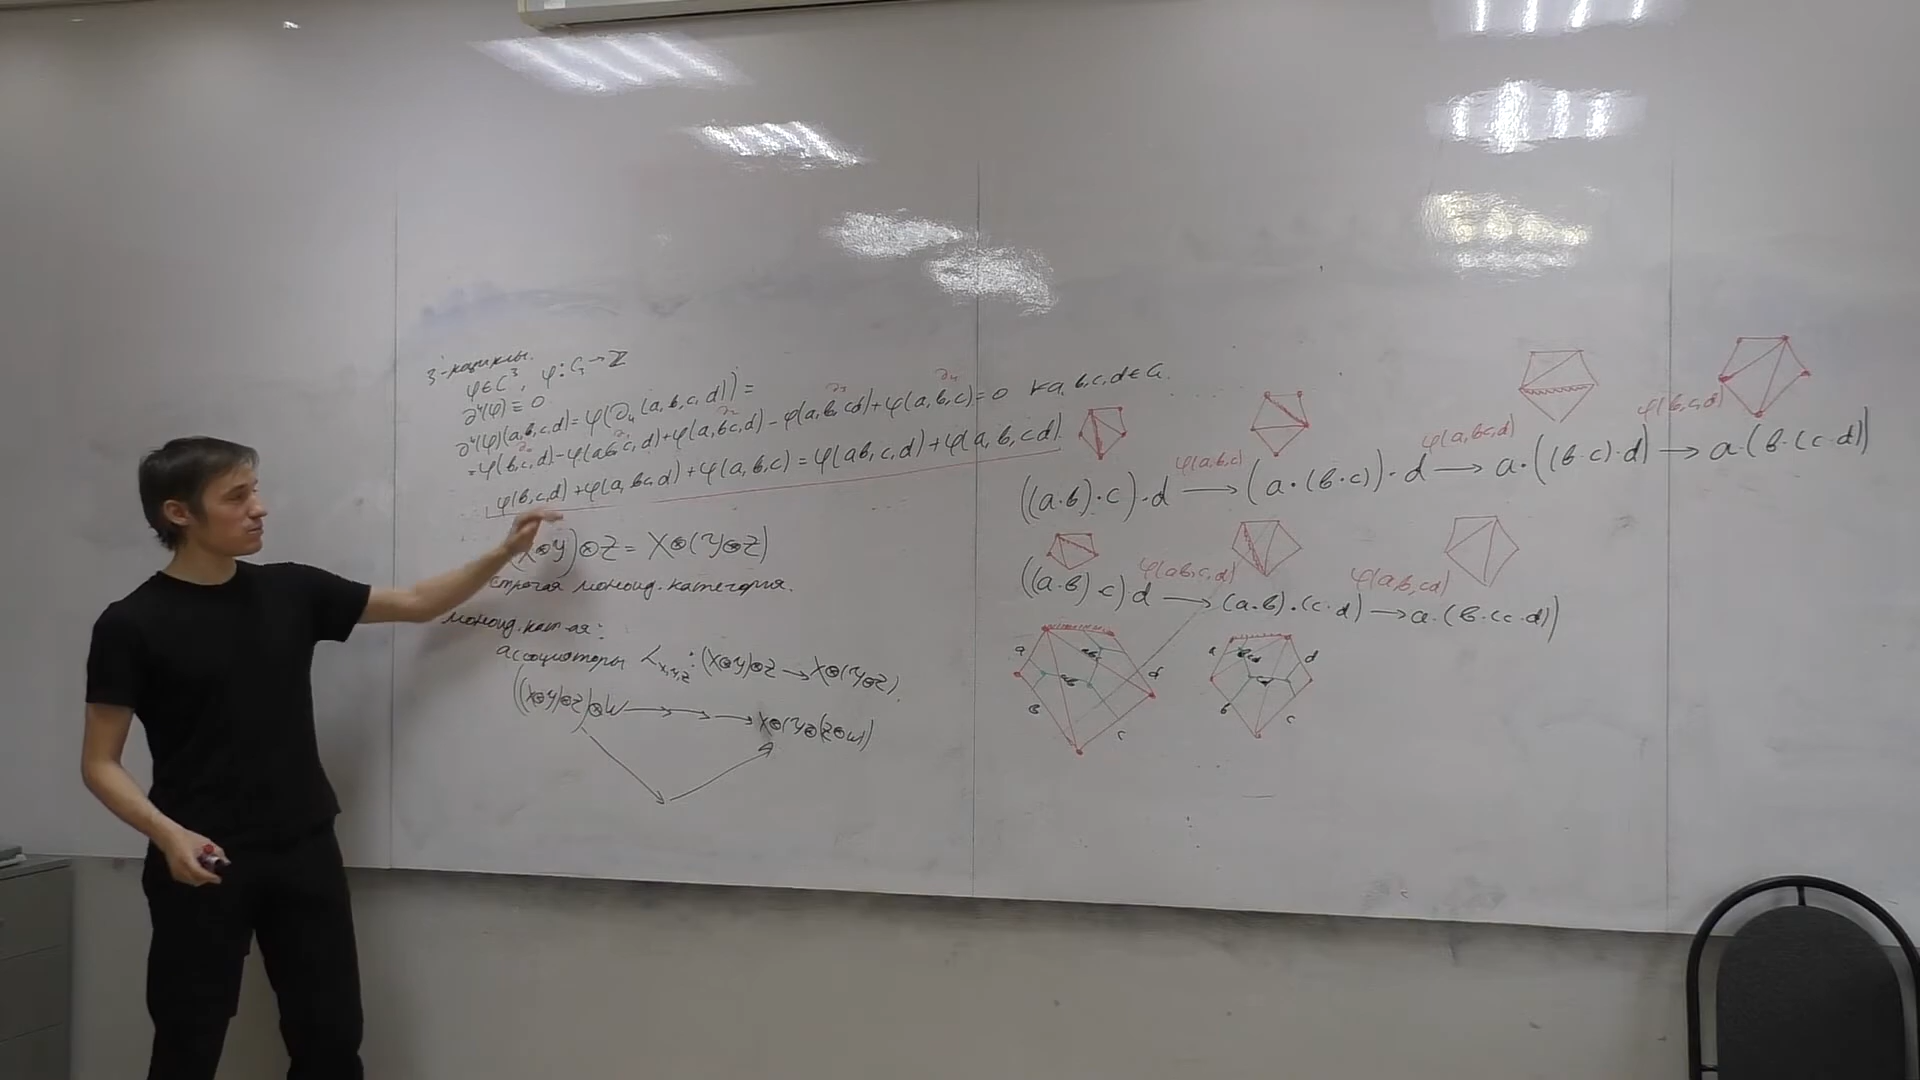 3-коциклы.
φ∈C³, φ: C₃→ℤ
∂⁴(φ) = 0
∂⁴(φ)(a,b,c,d) = φ(∂₄(a,b,c,d)) =
= φ(b,c,d) - φ(ab,c,d) + φ(a,bc,d) - φ(a,b,cd) + φ(a,b,c) = 0 ∀a,b,c,d∈G.
φ(b,c,d) + φ(a,bc,d) + φ(a,b,c) = φ(ab,c,d) + φ(a,b,cd).
(X⊗Y)⊗Z = X⊗(Y⊗Z)
строгая моноид. категория.
моноид. кат-ая:
ассоциаторы α_{X,Y,Z}: (X⊗Y)⊗Z → X⊗(Y⊗Z).
((X⊗Y)⊗Z)⊗W → → → X⊗(Y⊗(Z⊗W))
φ(a,b,c) φ(a,bc,d) φ(b,c,d)
((a·b)·c)·d → (a·(b·c))·d → a·((b·c)·d) → a·(b·(c·d))
φ(ab,c,d) φ(a,b,cd)
((a·b)·c)d → (a·b)·(c·d) → a·(b·(c·d))
a d
b c
a d
b c